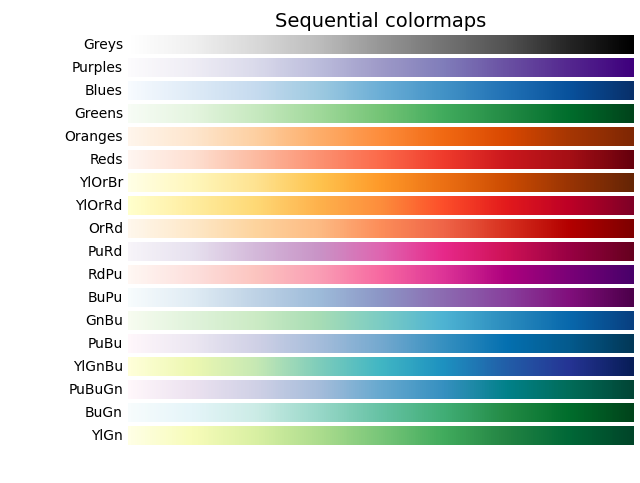 Sequential colormaps
Greys
Purples
Blues
Greens
Oranges
Reds
YlOrBr
YlOrRd
OrRd
PuRd
RdPu
BuPu
GnBu
PuBu
YlGnBu
PuBuGn
BuGn
YlGn